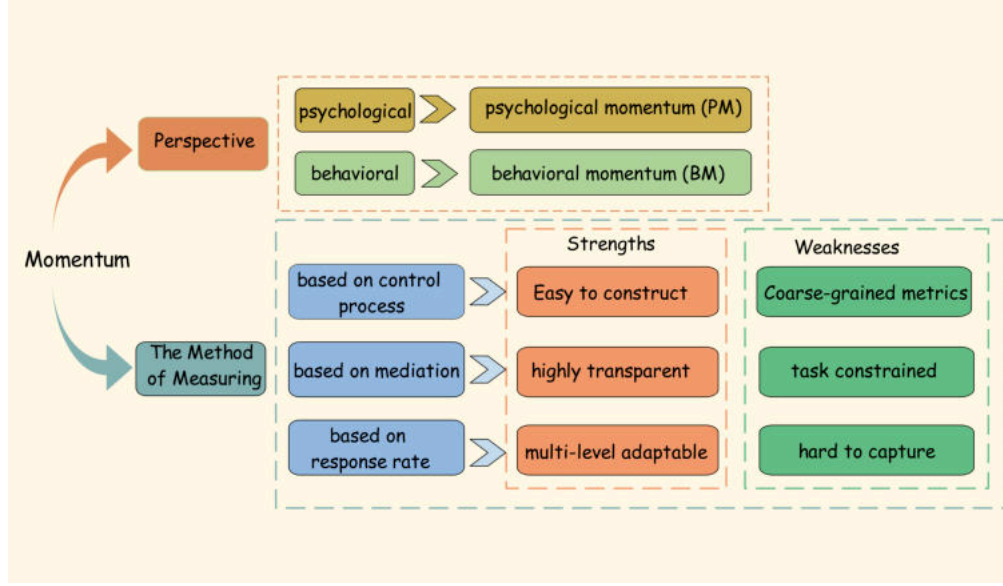 psychological
psychological momentum (PM)
Perspective
behavioral
behavioral momentum (BM)
Momentum
Strengths
Weaknesses
based on control
process
Easy to construct
Coarse-grained metrics
The Method
of Measuring
based on mediation
highly transparent
task constrained
based on
response rate
multi-level adaptable
hard to capture